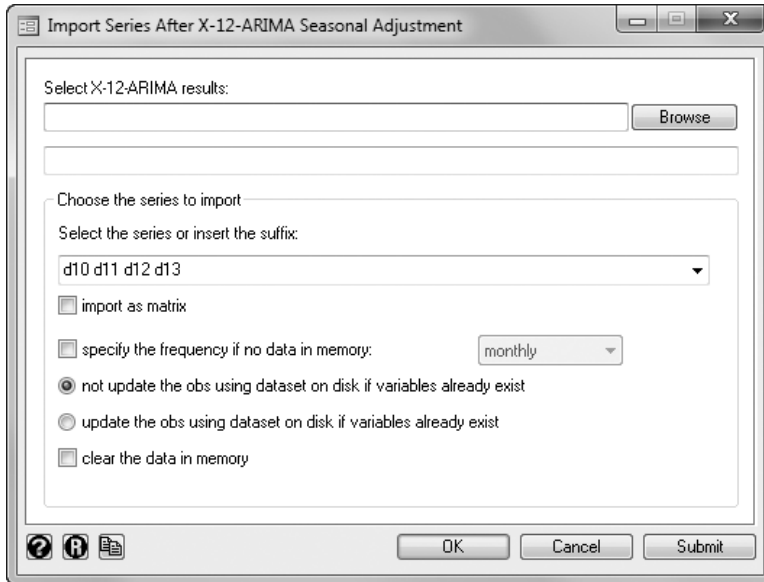 Import Series After X-12-ARIMA Seasonal Adjustment
Select X-12-ARIMA results:
Browse
Choose the series to import
Select the series or insert the suffix:
d10 d11 d12 d13
import as matrix
specify the frequency if no data in memory: monthly
not update the obs using dataset on disk if variables already exist
update the obs using dataset on disk if variables already exist
clear the data in memory
? R OK Cancel Submit